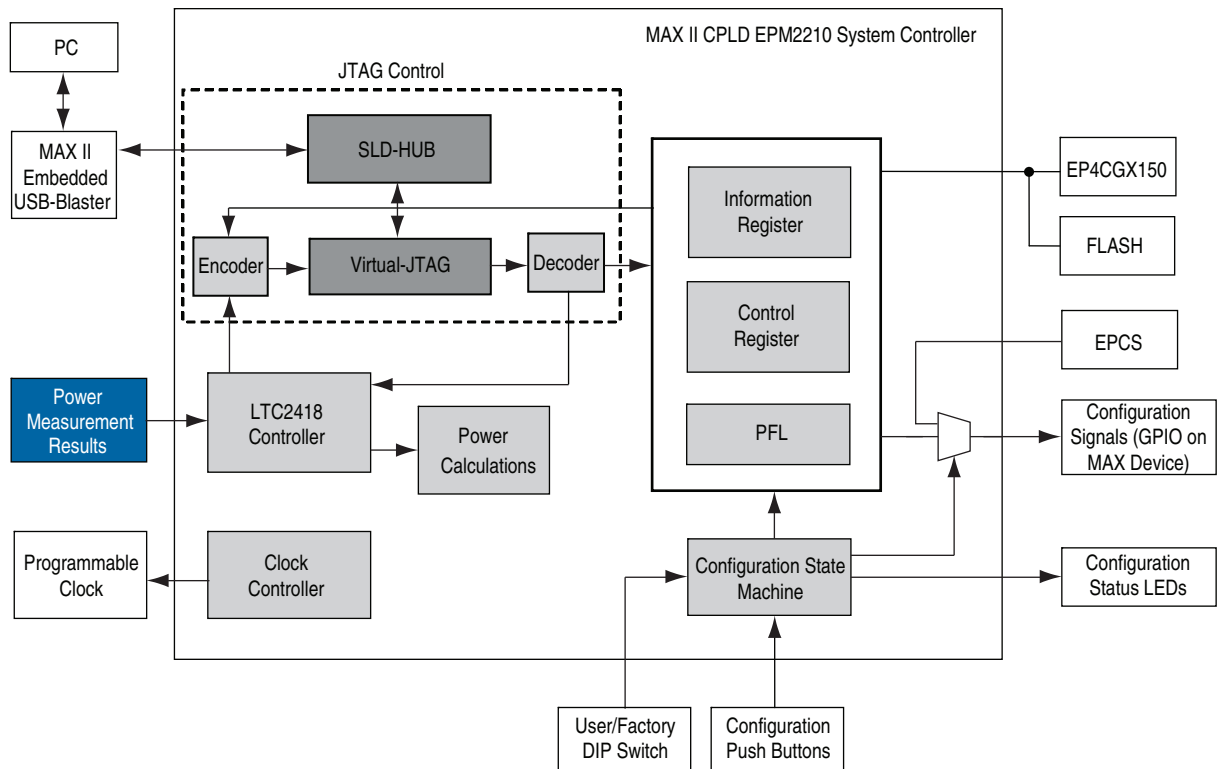 MAX II CPLD EPM2210 System Controller
PC
JTAG Control
SLD-HUB
MAX II
Embedded
USB-Blaster
EP4CGX150
Information
Register
FLASH
Encoder
Virtual-JTAG
Decoder
Control
Register
EPCS
Power
Measurement
Results
LTC2418
Controller
Power
Calculations
PFL
Configuration
Signals (GPIO on
MAX Device)
Programmable
Clock
Clock
Controller
Configuration State
Machine
Configuration
Status LEDs
User/Factory
DIP Switch
Configuration
Push Buttons